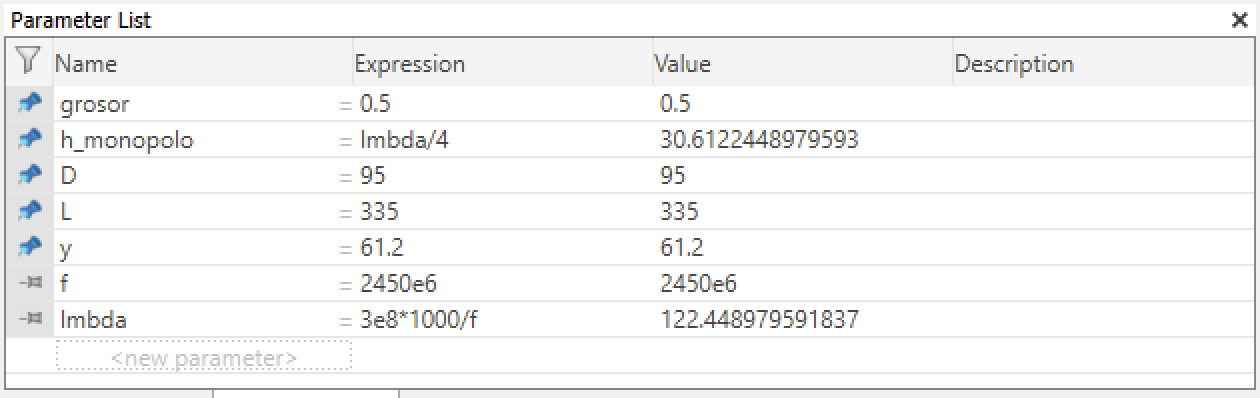 Parameter List
Name Expression Value Description
grosor = 0.5 0.5
h_monopolo = lmbda/4 30.6122448979593
D = 95 95
L = 335 335
y = 61.2 61.2
f = 2450e6 2450e6
lmbda = 3e8*1000/f 122.448979591837
<new parameter>